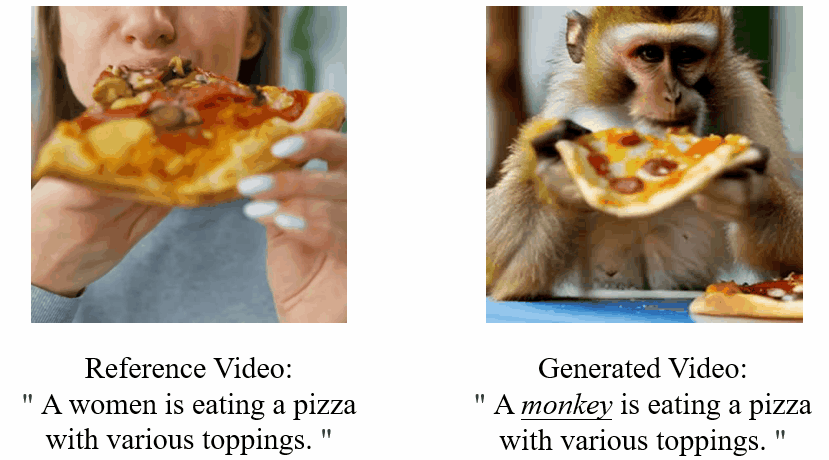 Reference Video:
" A women is eating a pizza
with various toppings. "
Generated Video:
" A monkey is eating a pizza
with various toppings. "